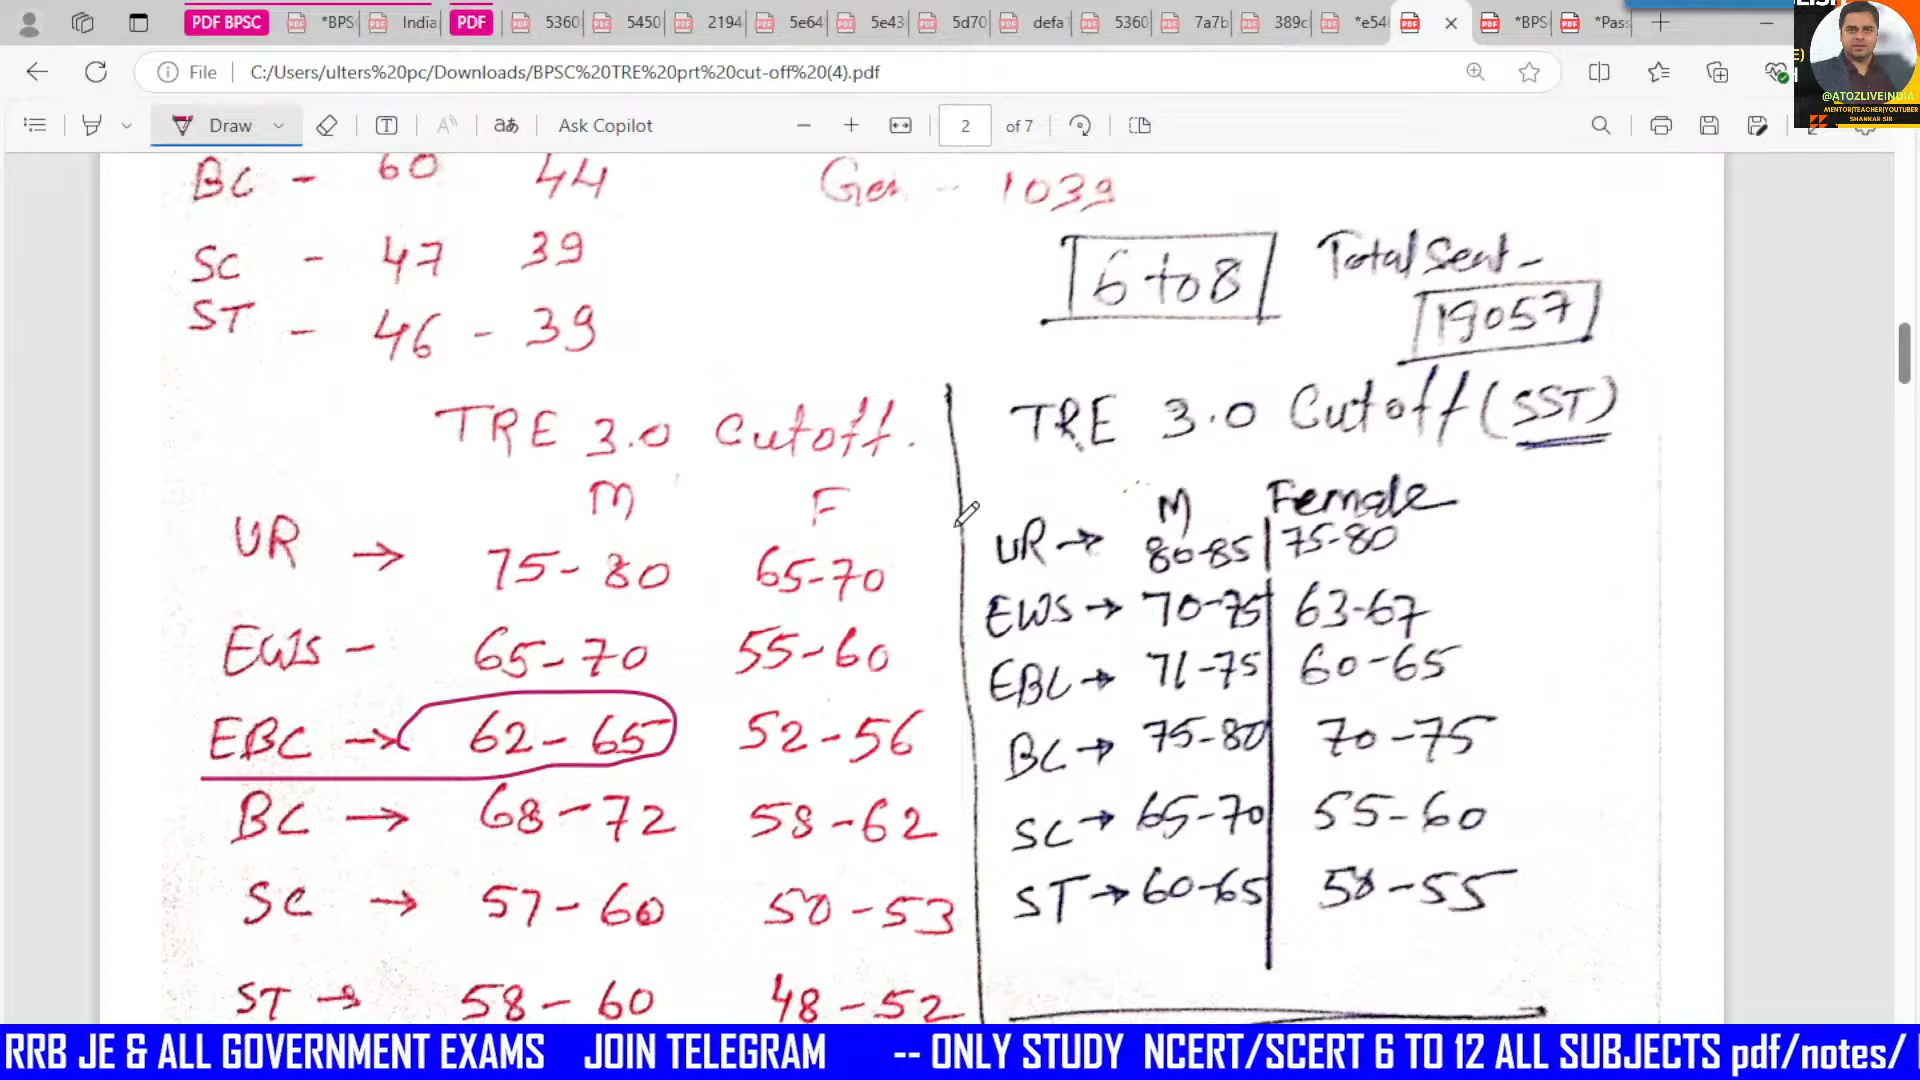 PDF BPSC
*BPS
India
PDF
5360
5450
2194
5e64
5e43
5d70
defa
5360
7a7b
389c
*e54
*BPS
*Pas
File
C:/Users/ulters%20pc/Downloads/BPSC%20TRE%20prt%20cut-off%20(4).pdf
Draw
Ask Copilot
2 of 7
@ATOZLIVEINDIA
MENTOR|TEACHER|YOUTUBER
SHANKAR SIR
BC - 60 44
SC - 47 39
ST - 46 - 39
Gen - 1039
6 to 8
Total Seat -
19057
TRE 3.0 Cutoff.
M F
UR → 75-80 65-70
EWS - 65-70 55-60
EBC → 62-65 52-56
BC → 68-72 58-62
SC → 57-60 50-53
ST → 58-60 48-52
TRE 3.0 Cutoff (SST)
M Female
UR → 80-85 75-80
EWS → 70-75 63-67
EBC → 71-75 60-65
BC → 75-80 70-75
SC → 65-70 55-60
ST → 60-65 50-55
RRB JE & ALL GOVERNMENT EXAMS JOIN TELEGRAM -- ONLY STUDY NCERT/SCERT 6 TO 12 ALL SUBJECTS pdf/notes/